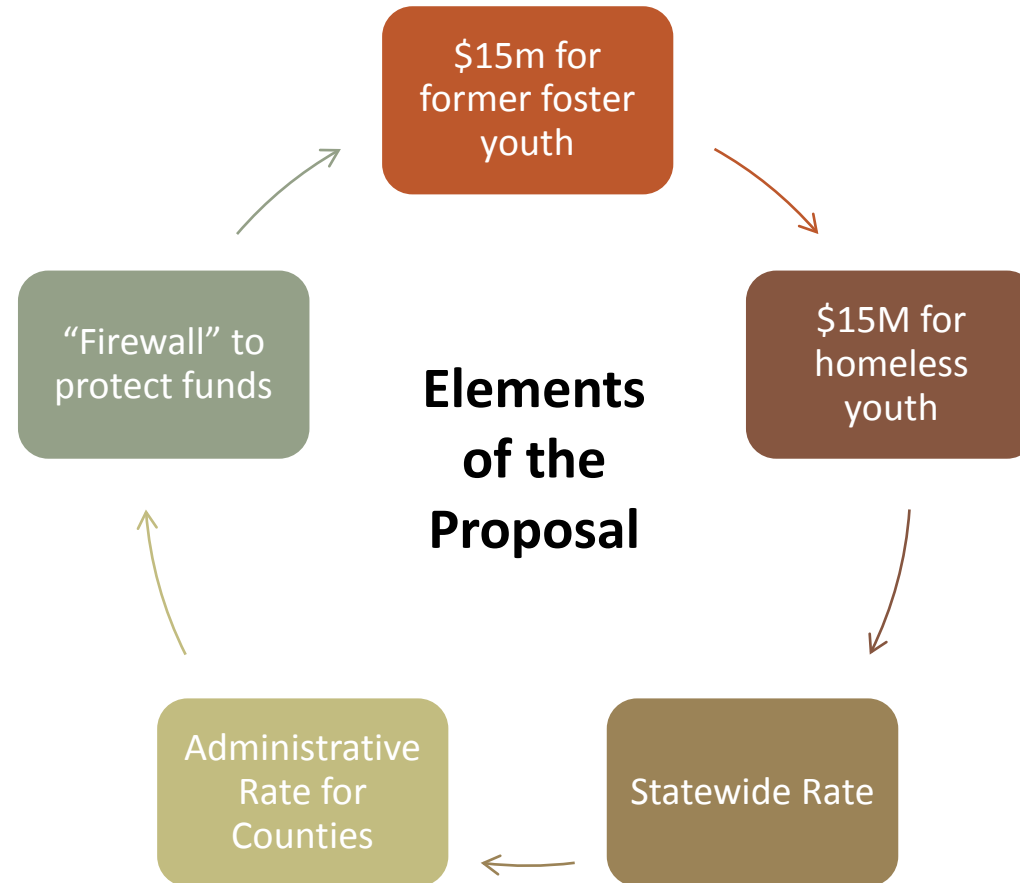 $15m for
former foster
youth
$15M for
homeless
youth
Statewide Rate
Administrative
Rate for
Counties
“Firewall” to
protect funds
Elements
of the
Proposal